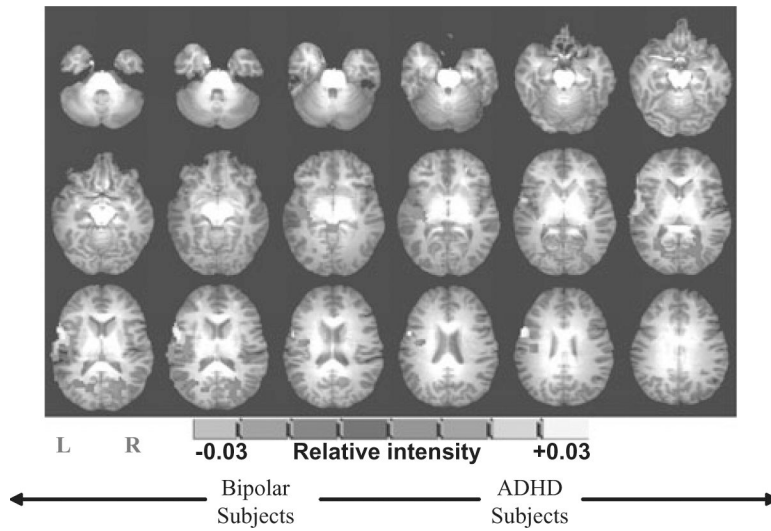 L R
-0.03 Relative intensity +0.03
Bipolar ADHD
Subjects Subjects